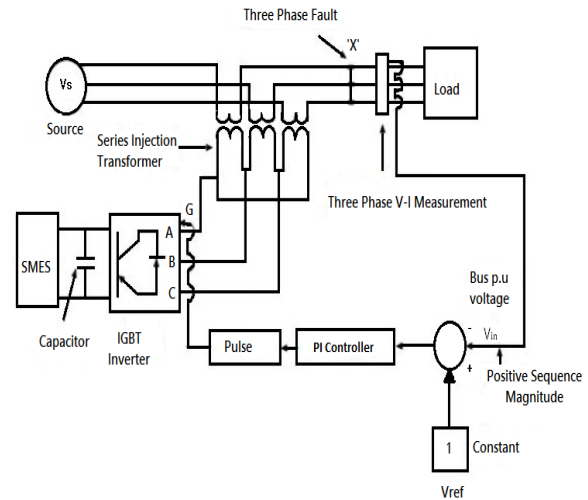 Three Phase Fault
'X'
Vs
Source
Load
Series Injection
Transformer
Three Phase V-I Measurement
G
A
B
C
SMES
Capacitor
IGBT
Inverter
Bus p.u
voltage
Pulse
PI Controller
-
Vin
+
Positive Sequence
Magnitude
1
Constant
Vref